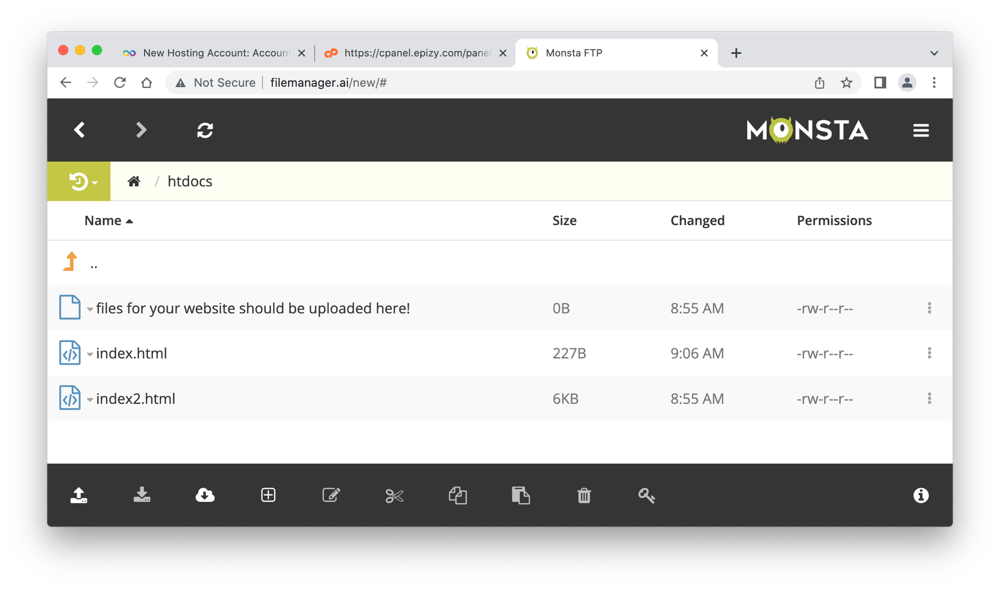 New Hosting Account: Account
https://cpanel.epizy.com/panel
Monsta FTP
Not Secure
filemanager.ai/new/#
MONSTA
/ htdocs
Name Size Changed Permissions
..
files for your website should be uploaded here! 0B 8:55 AM -rw-r--r--
index.html 227B 9:06 AM -rw-r--r--
index2.html 6KB 8:55 AM -rw-r--r--